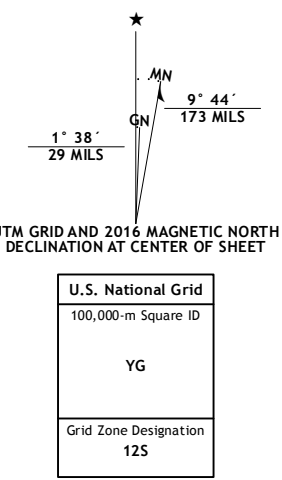 ★
MN
9° 44´
173 MILS
GN
1° 38´
29 MILS
UTM GRID AND 2016 MAGNETIC NORTH
DECLINATION AT CENTER OF SHEET
U.S. National Grid
100,000-m Square ID
YG
Grid Zone Designation
12S